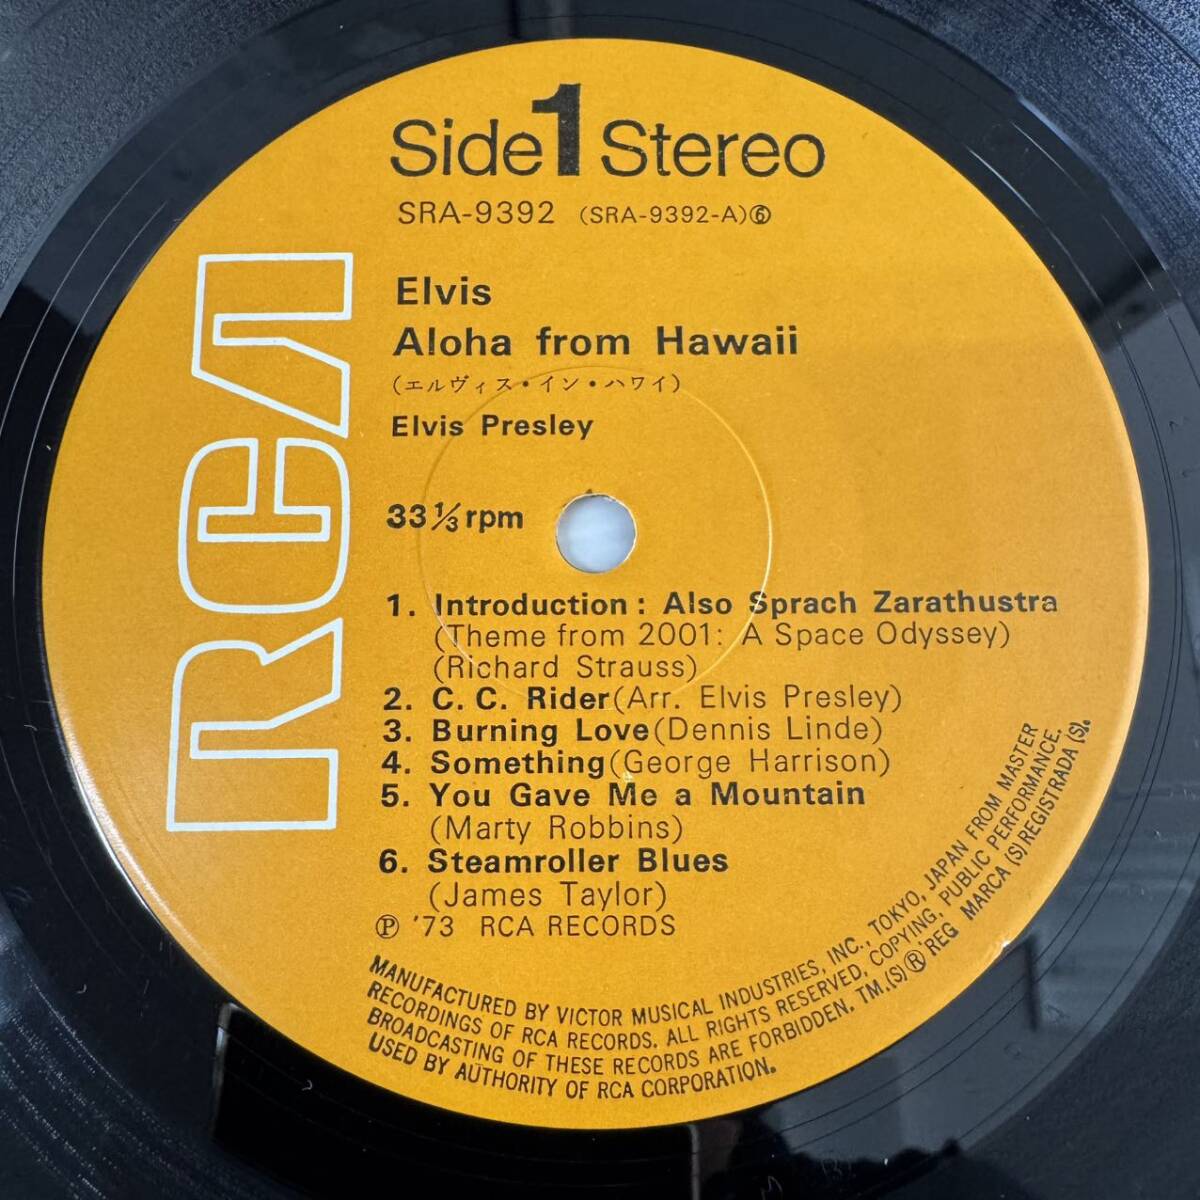 Side 1 Stereo
SRA-9392 (SRA-9392-A)⑥
RCA
Elvis
Aloha from Hawaii
(エルヴィス・イン・ハワイ)
Elvis Presley
33 1/3 rpm
1. Introduction : Also Sprach Zarathustra
(Theme from 2001: A Space Odyssey)
(Richard Strauss)
2. C. C. Rider (Arr. Elvis Presley)
3. Burning Love (Dennis Linde)
4. Something (George Harrison)
5. You Gave Me a Mountain
(Marty Robbins)
6. Steamroller Blues
(James Taylor)
℗ '73 RCA RECORDS
MANUFACTURED BY VICTOR MUSICAL INDUSTRIES, INC., TOKYO, JAPAN FROM MASTER
RECORDINGS OF RCA RECORDS. ALL RIGHTS RESERVED, COPYING, PUBLIC PERFORMANCE.
BROADCASTING OF THESE RECORDS ARE FORBIDDEN. TM.(S)® REG MARCA (S) REGISTRADA (S).
USED BY AUTHORITY OF RCA CORPORATION.